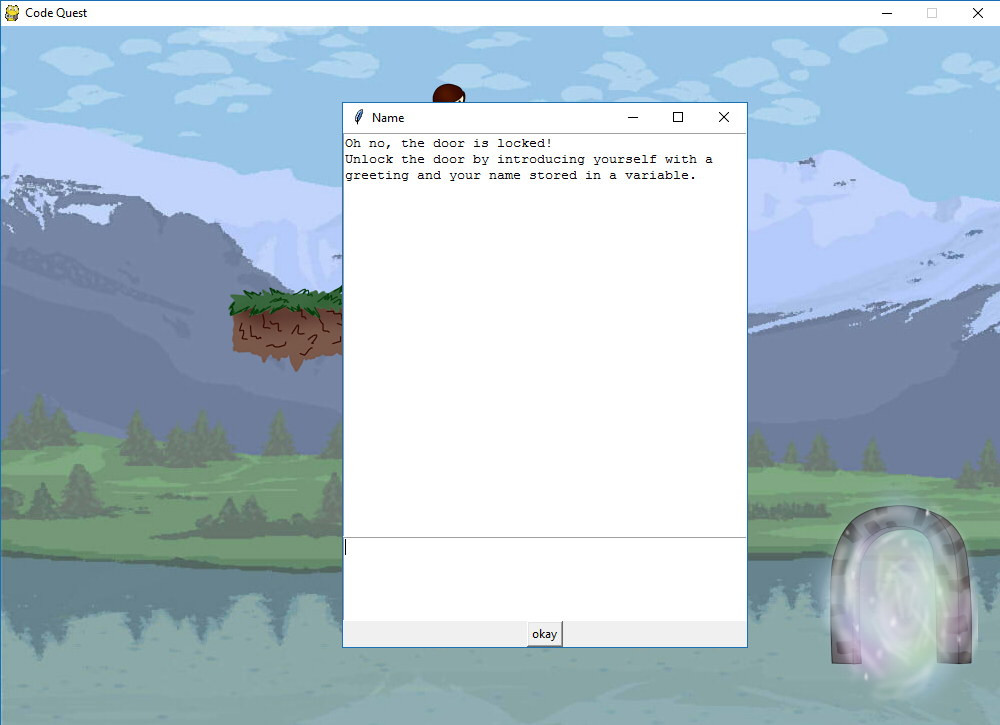 Code Quest
Name
Oh no, the door is locked!
Unlock the door by introducing yourself with a
greeting and your name stored in a variable.
okay